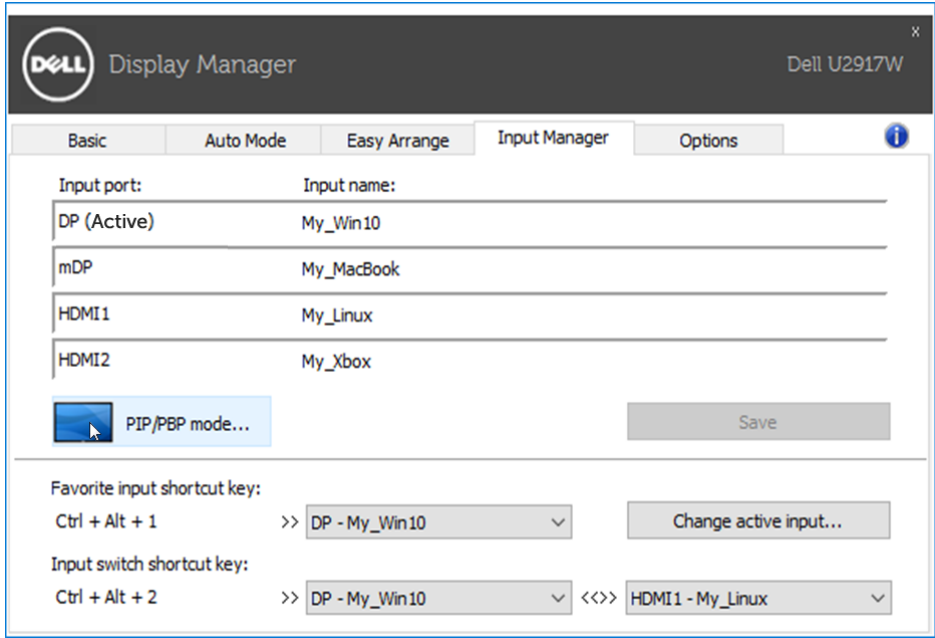 x
DELL Display Manager Dell U2917W
Basic Auto Mode Easy Arrange Input Manager Options i
Input port: Input name:
DP (Active) My_Win10
mDP My_MacBook
HDMI1 My_Linux
HDMI2 My_Xbox
PIP/PBP mode... Save
Favorite input shortcut key:
Ctrl + Alt + 1 >> DP - My_Win10 Change active input...
Input switch shortcut key:
Ctrl + Alt + 2 >> DP - My_Win10 <<>> HDMI1 - My_Linux